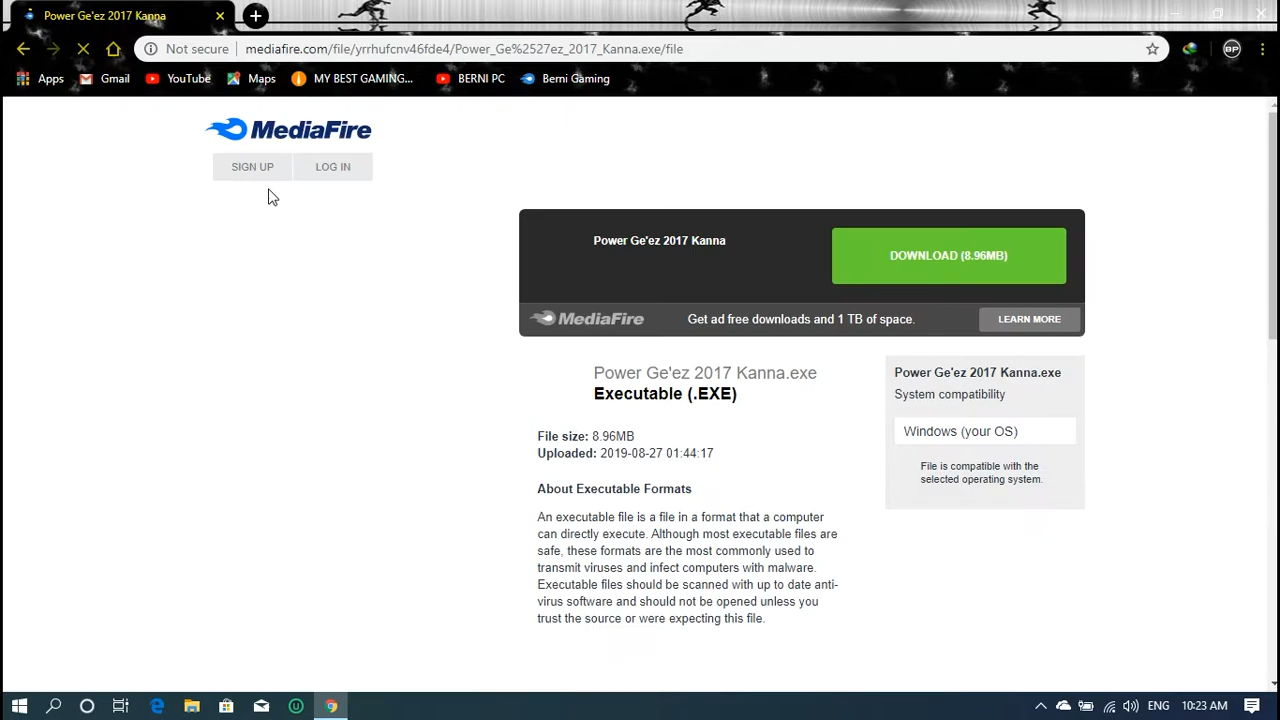 Power Ge'ez 2017 Kanna
Not secure
mediafire.com/file/yrrhufcnv46fde4/Power_Ge%2527ez_2017_Kanna.exe/file
BP
Apps
Gmail
YouTube
Maps
MY BEST GAMING...
BERNI PC
Berni Gaming
MediaFire
SIGN UP
LOG IN
Power Ge'ez 2017 Kanna
DOWNLOAD (8.96MB)
MediaFire
Get ad free downloads and 1 TB of space.
LEARN MORE
Power Ge'ez 2017 Kanna.exe
Executable (.EXE)
File size: 8.96MB
Uploaded: 2019-08-27 01:44:17
About Executable Formats
An executable file is a file in a format that a computer
can directly execute. Although most executable files are
safe, these formats are the most commonly used to
transmit viruses and infect computers with malware.
Executable files should be scanned with up to date anti-
virus software and should not be opened unless you
trust the source or were expecting this file.
Power Ge'ez 2017 Kanna.exe
System compatibility
Windows (your OS)
File is compatible with the
selected operating system.
ENG
10:23 AM